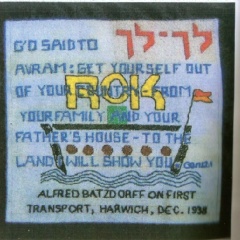 G'D SAID TO לך-לך
AVRAM: GET YOURSELF OUT
OF YOUR COUNTRY FROM
YOUR FAMILY AND YOUR
FATHER'S HOUSE - TO THE
LAND I WILL SHOW YOU.
ALFRED BATZDORFF ON FIRST
TRANSPORT, HARWICH, DEC. 1938